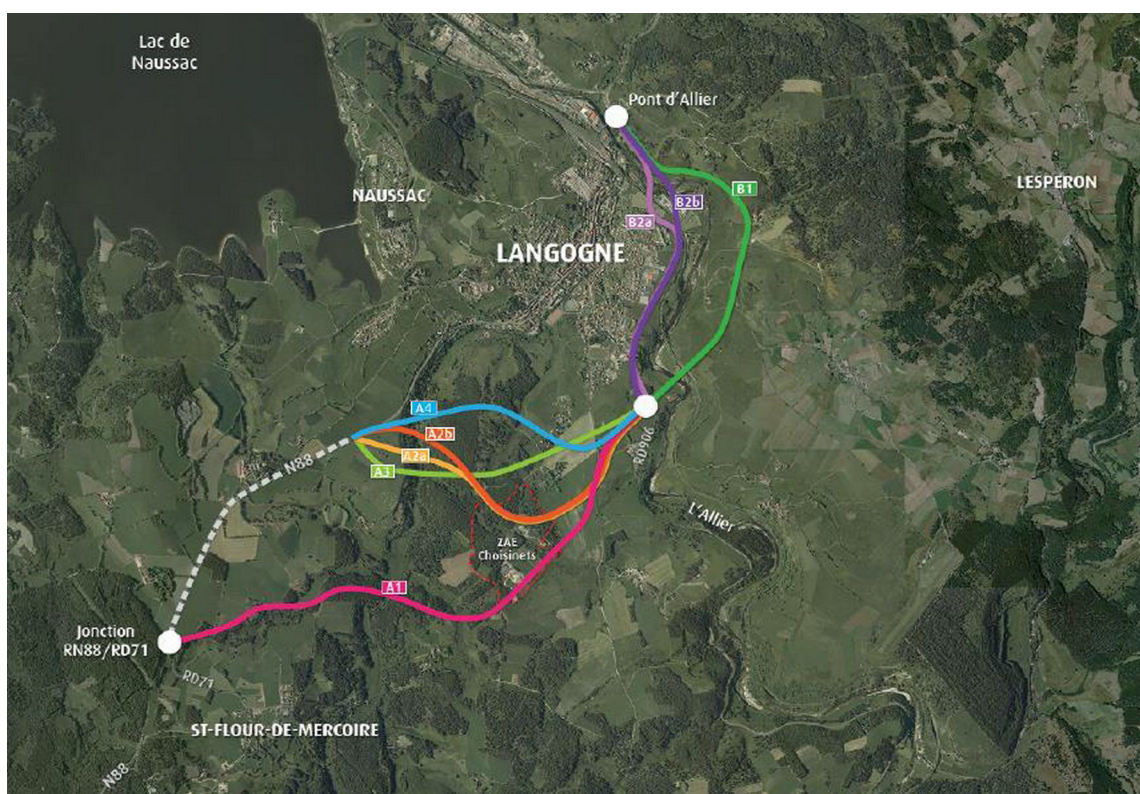 Lac de
Naussac
Pont d'Allier
NAUSSAC
B1
LESPERON
B2b
B2a
LANGOGNE
A4
A2b
A2a
N88
A3
RD906
L'Allier
ZAE
Choisinets
A1
Jonction
RN88/RD71
RD71
ST-FLOUR-DE-MERCOIRE
N88